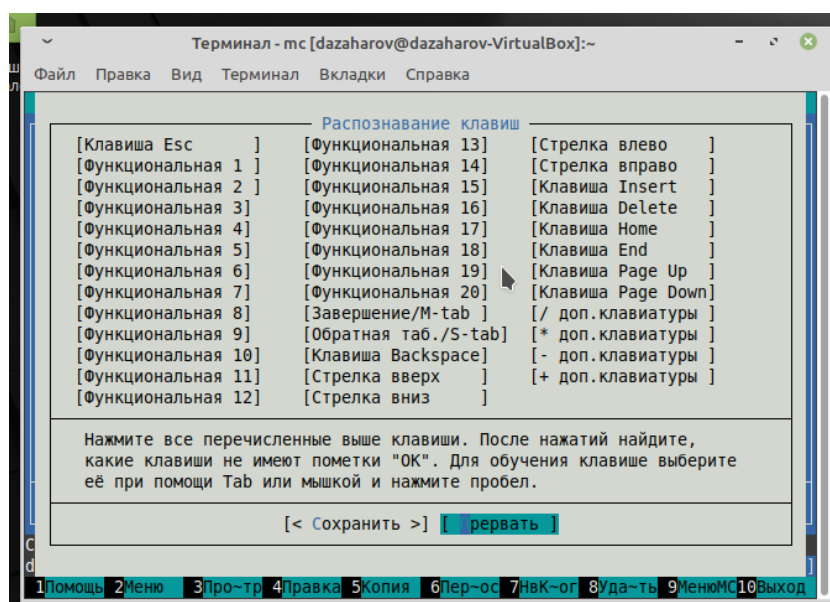 Терминал - mc [dazaharov@dazaharov-VirtualBox]:~
Файл Правка Вид Терминал Вкладки Справка
Распознавание клавиш
[Клавиша Esc ] [Функциональная 13] [Стрелка влево ]
[Функциональная 1 ] [Функциональная 14] [Стрелка вправо ]
[Функциональная 2 ] [Функциональная 15] [Клавиша Insert ]
[Функциональная 3] [Функциональная 16] [Клавиша Delete ]
[Функциональная 4] [Функциональная 17] [Клавиша Home ]
[Функциональная 5] [Функциональная 18] [Клавиша End ]
[Функциональная 6] [Функциональная 19] [Клавиша Page Up ]
[Функциональная 7] [Функциональная 20] [Клавиша Page Down]
[Функциональная 8] [Завершение/M-tab ] [/ доп.клавиатуры ]
[Функциональная 9] [Обратная таб./S-tab] [* доп.клавиатуры ]
[Функциональная 10] [Клавиша Backspace] [- доп.клавиатуры ]
[Функциональная 11] [Стрелка вверх ] [+ доп.клавиатуры ]
[Функциональная 12] [Стрелка вниз ]
Нажмите все перечисленные выше клавиши. После нажатий найдите,
какие клавиши не имеют пометки "OK". Для обучения клавише выберите
её при помощи Tab или мышкой и нажмите пробел.
[< Сохранить >] [ Прервать ]
1Помощь 2Меню 3Про~тр 4Правка 5Копия 6Пер~ос 7НвК~ог 8Уда~ть 9МенюMC 10Выход